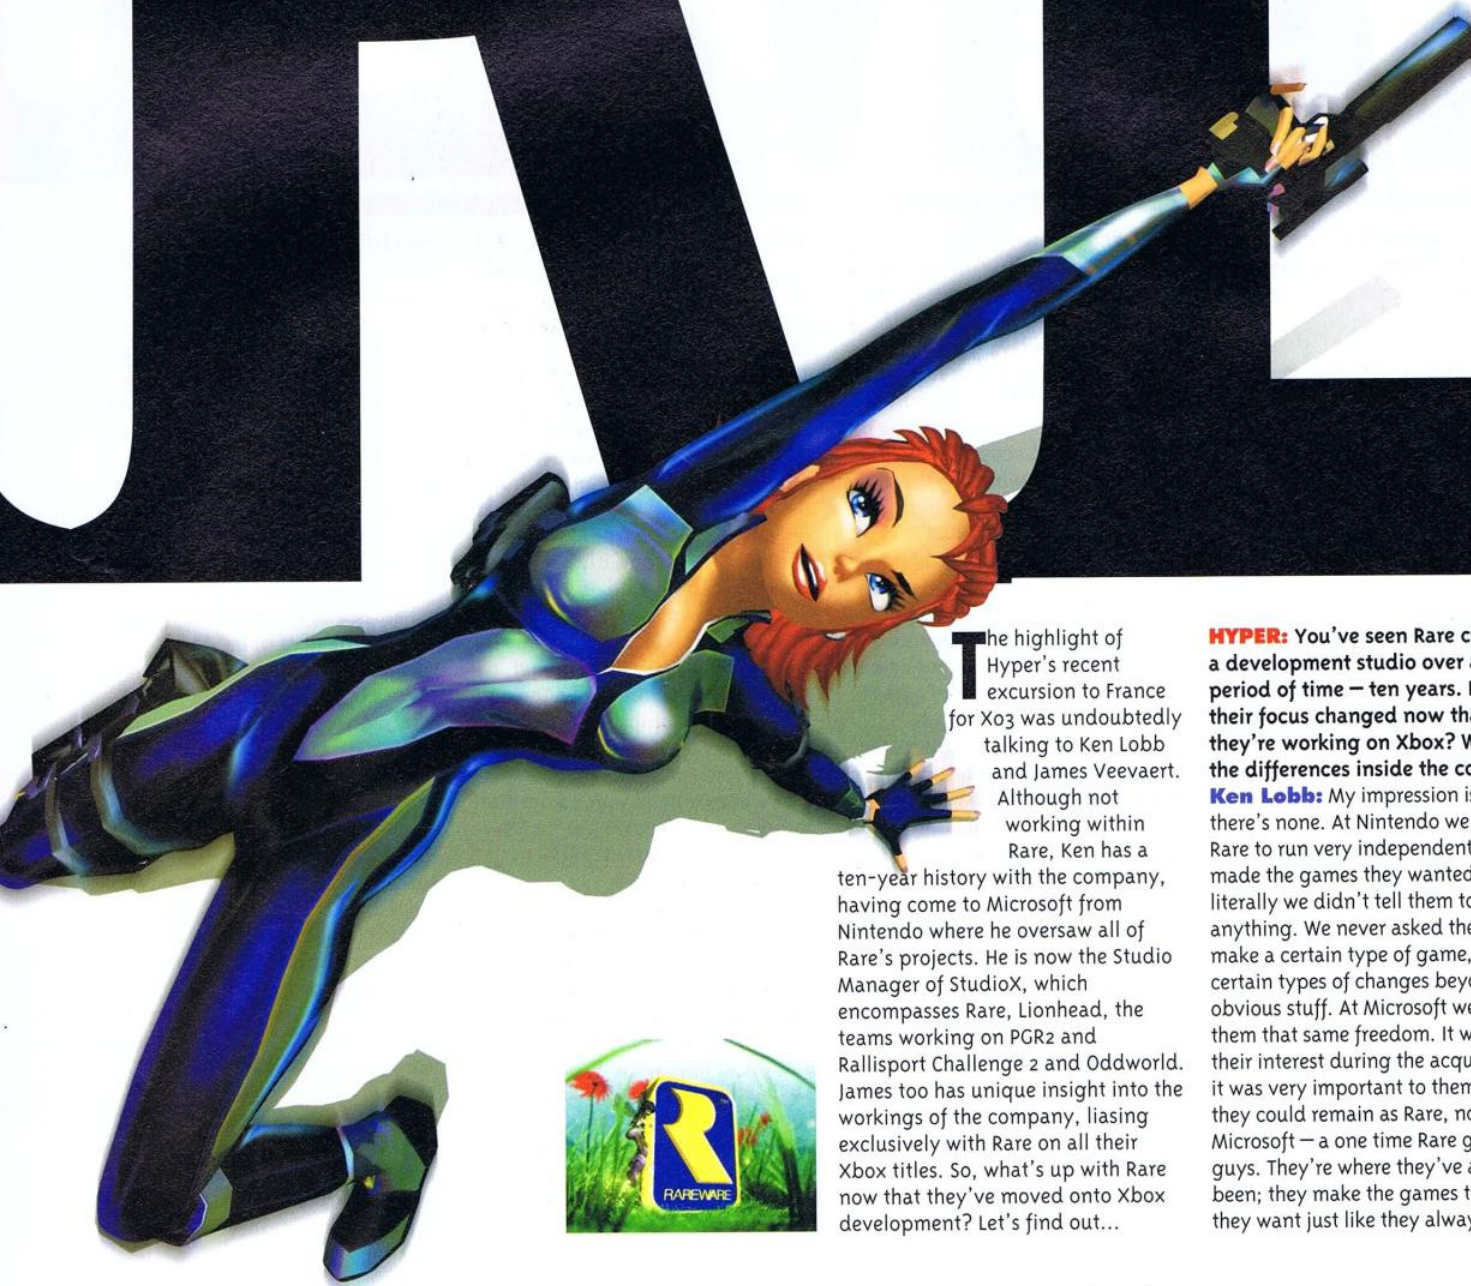 The highlight of
Hyper's recent
excursion to France
for X03 was undoubtedly
talking to Ken Lobb
and James Veevaert.
Although not
working within
Rare, Ken has a
ten-year history with the company,
having come to Microsoft from
Nintendo where he oversaw all of
Rare's projects. He is now the Studio
Manager of StudioX, which
encompasses Rare, Lionhead, the
teams working on PGR2 and
Rallisport Challenge 2 and Oddworld.
James too has unique insight into the
workings of the company, liasing
exclusively with Rare on all their
Xbox titles. So, what's up with Rare
now that they've moved onto Xbox
development? Let's find out...
HYPER: You've seen Rare
a development studio over
period of time — ten years.
their focus changed now
they're working on Xbox?
the differences inside the
Ken Lobb: My impression
there's none. At Nintendo we
Rare to run very
made the games they wanted
literally we didn't tell them
anything. We never asked
make a certain type of game,
certain types of changes
obvious stuff. At Microsoft
them that same freedom. It
their interest during the
it was very important to them
they could remain as Rare,
Microsoft — a one time Rare
guys. They're where they've
been; they make the games
they want just like they
RAREWARE